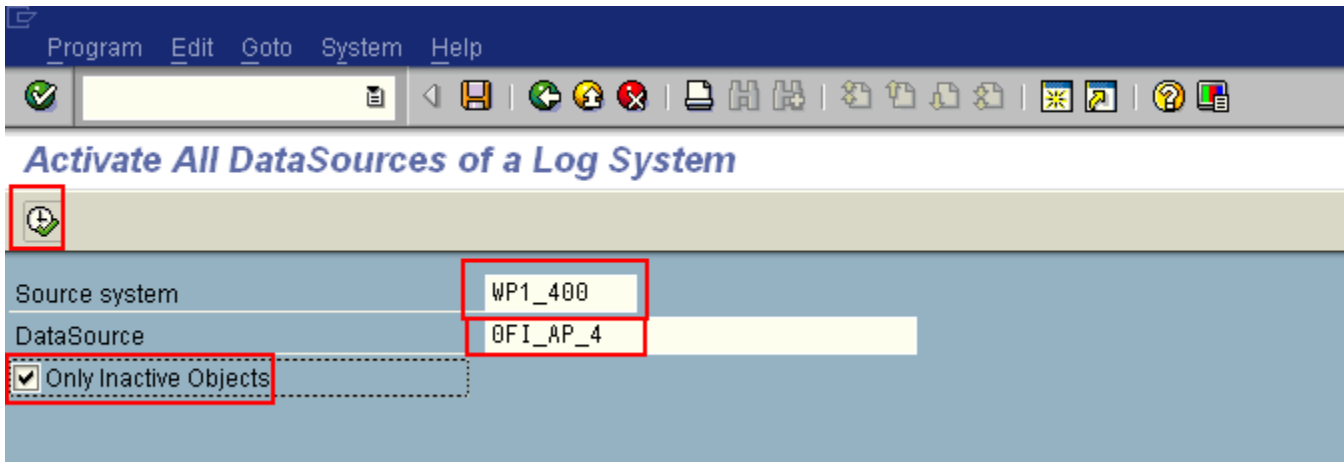 Program Edit Goto System Help
Activate All DataSources of a Log System
Source system WP1_400
DataSource 0FI_AP_4
Only Inactive Objects